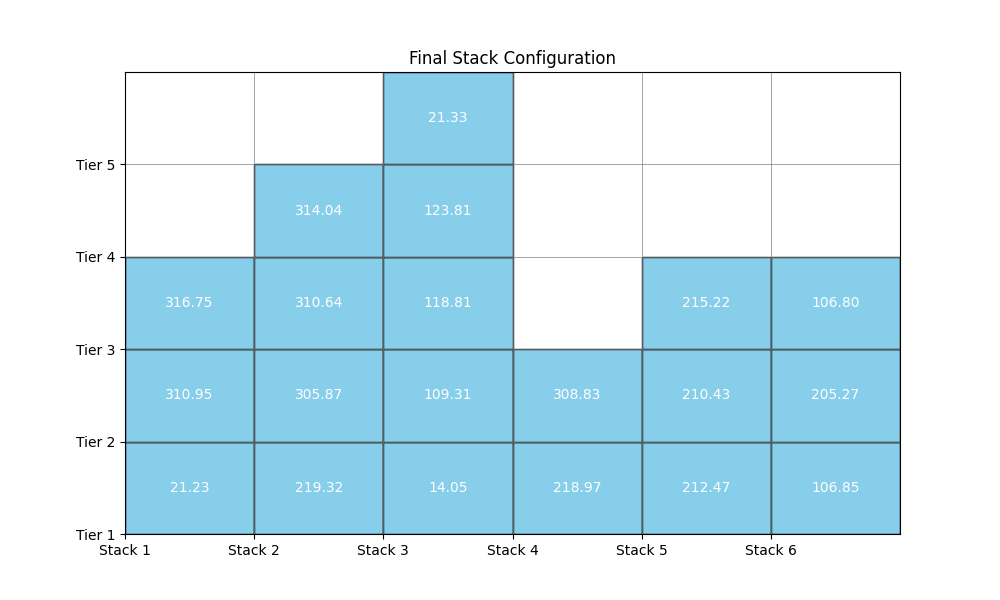 Final Stack Configuration
21.33
Tier 5
314.04 123.81
Tier 4
316.75 310.64 118.81 215.22 106.80
Tier 3
310.95 305.87 109.31 308.83 210.43 205.27
Tier 2
21.23 219.32 14.05 218.97 212.47 106.85
Tier 1
Stack 1 Stack 2 Stack 3 Stack 4 Stack 5 Stack 6